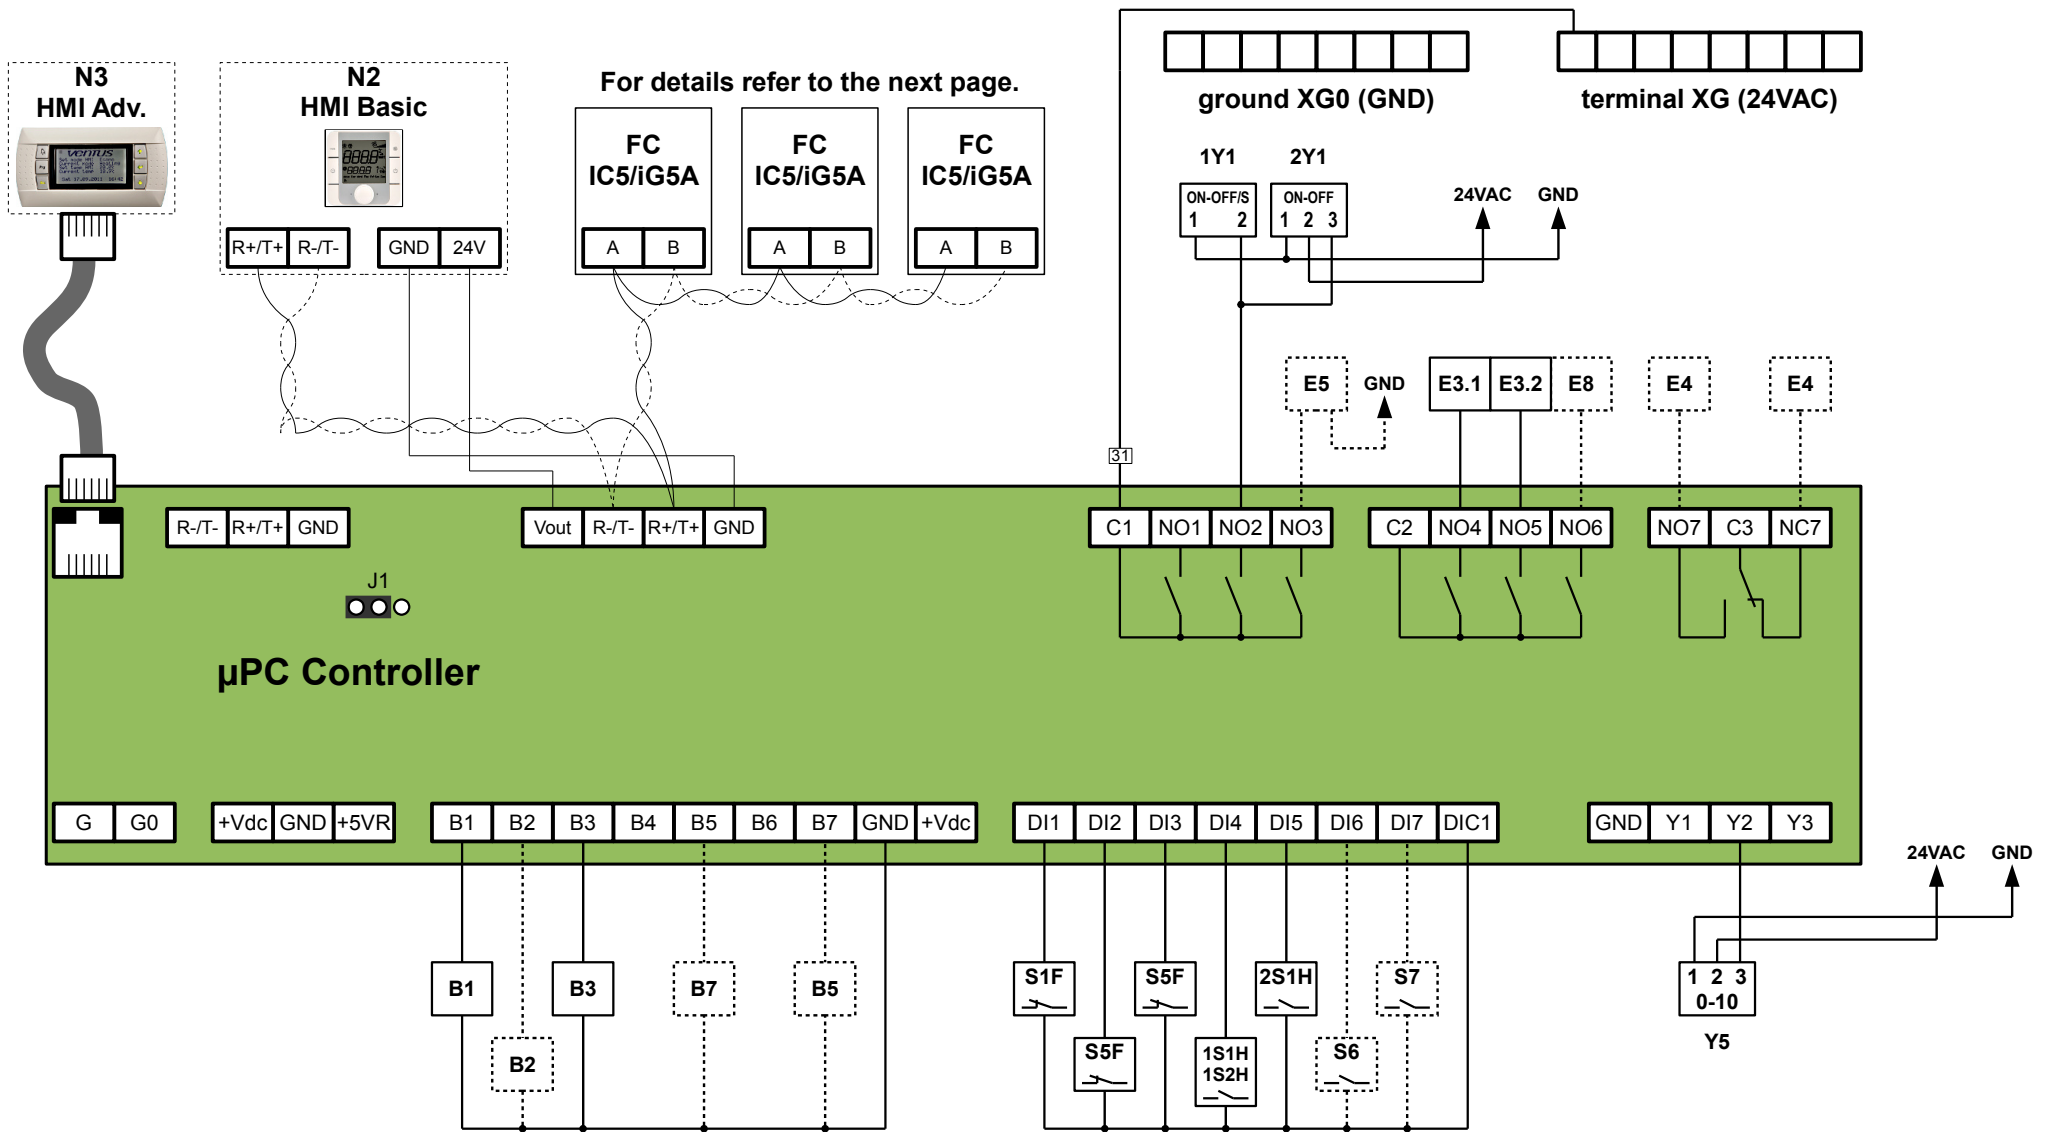 N3
HMI Adv.
ventus
N2
HMI Basic
For details refer to the next page.
ground XG0 (GND)
terminal XG (24VAC)
FC
IC5/iG5A
FC
IC5/iG5A
FC
IC5/iG5A
1Y1 2Y1
ON-OFF/S
1 2
ON-OFF
1 2 3
24VAC GND
R+/T+ R-/T- GND 24V
A B A B A B
E5 GND E3.1 E3.2 E8 E4 E4
31
R-/T- R+/T+ GND
Vout R-/T- R+/T+ GND
C1 NO1 NO2 NO3
C2 NO4 NO5 NO6
NO7 C3 NC7
J1
µPC Controller
G G0
+Vdc GND +5VR
B1 B2 B3 B4 B5 B6 B7 GND +Vdc
DI1 DI2 DI3 DI4 DI5 DI6 DI7 DIC1
GND Y1 Y2 Y3
24VAC GND
B1 B3 B7 B5
B2
S1F S5F 2S1H S7
S5F
1S1H
1S2H
S6
1 2 3
0-10
Y5